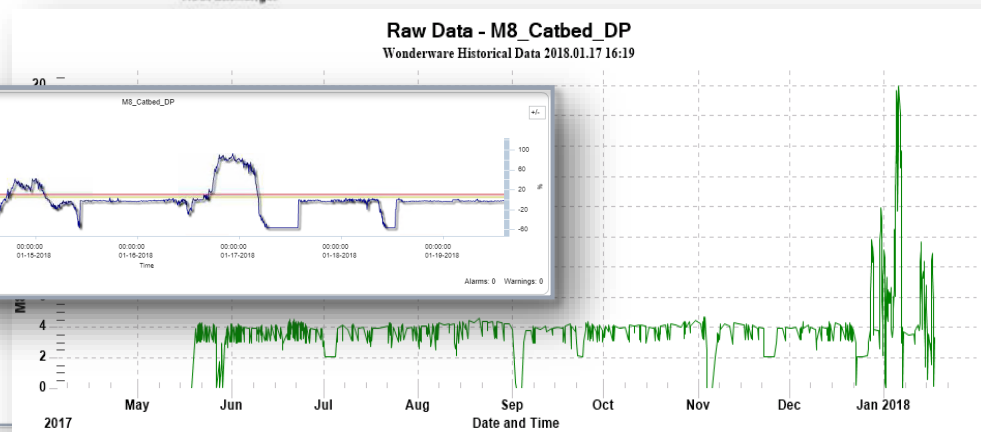 Raw Data - M8_Catbed_DP
Wonderware Historical Data 2018.01.17 16:19
20
M8_Catbed_DP
+/-
100
60
20
%
-20
-60
00:00:00 00:00:00 00:00:00 00:00:00 00:00:00
01-15-2018 01-16-2018 01-17-2018 01-18-2018 01-19-2018
Time
Alarms: 0 Warnings: 0
4
2
0
May Jun Jul Aug Sep Oct Nov Dec Jan 2018
2017
Date and Time